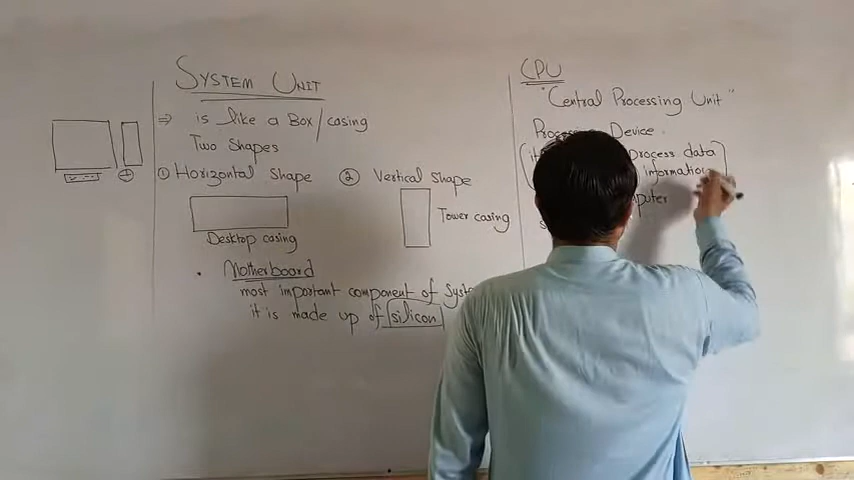 SYSTEM UNIT
⇒ is like a Box/casing
Two Shapes
① Horizontal Shape ② Vertical Shape
Tower casing
Desktop casing
Motherboard
most important component of
it is made up of silicon
CPU
"Central Processing Unit"
Device
process data
information